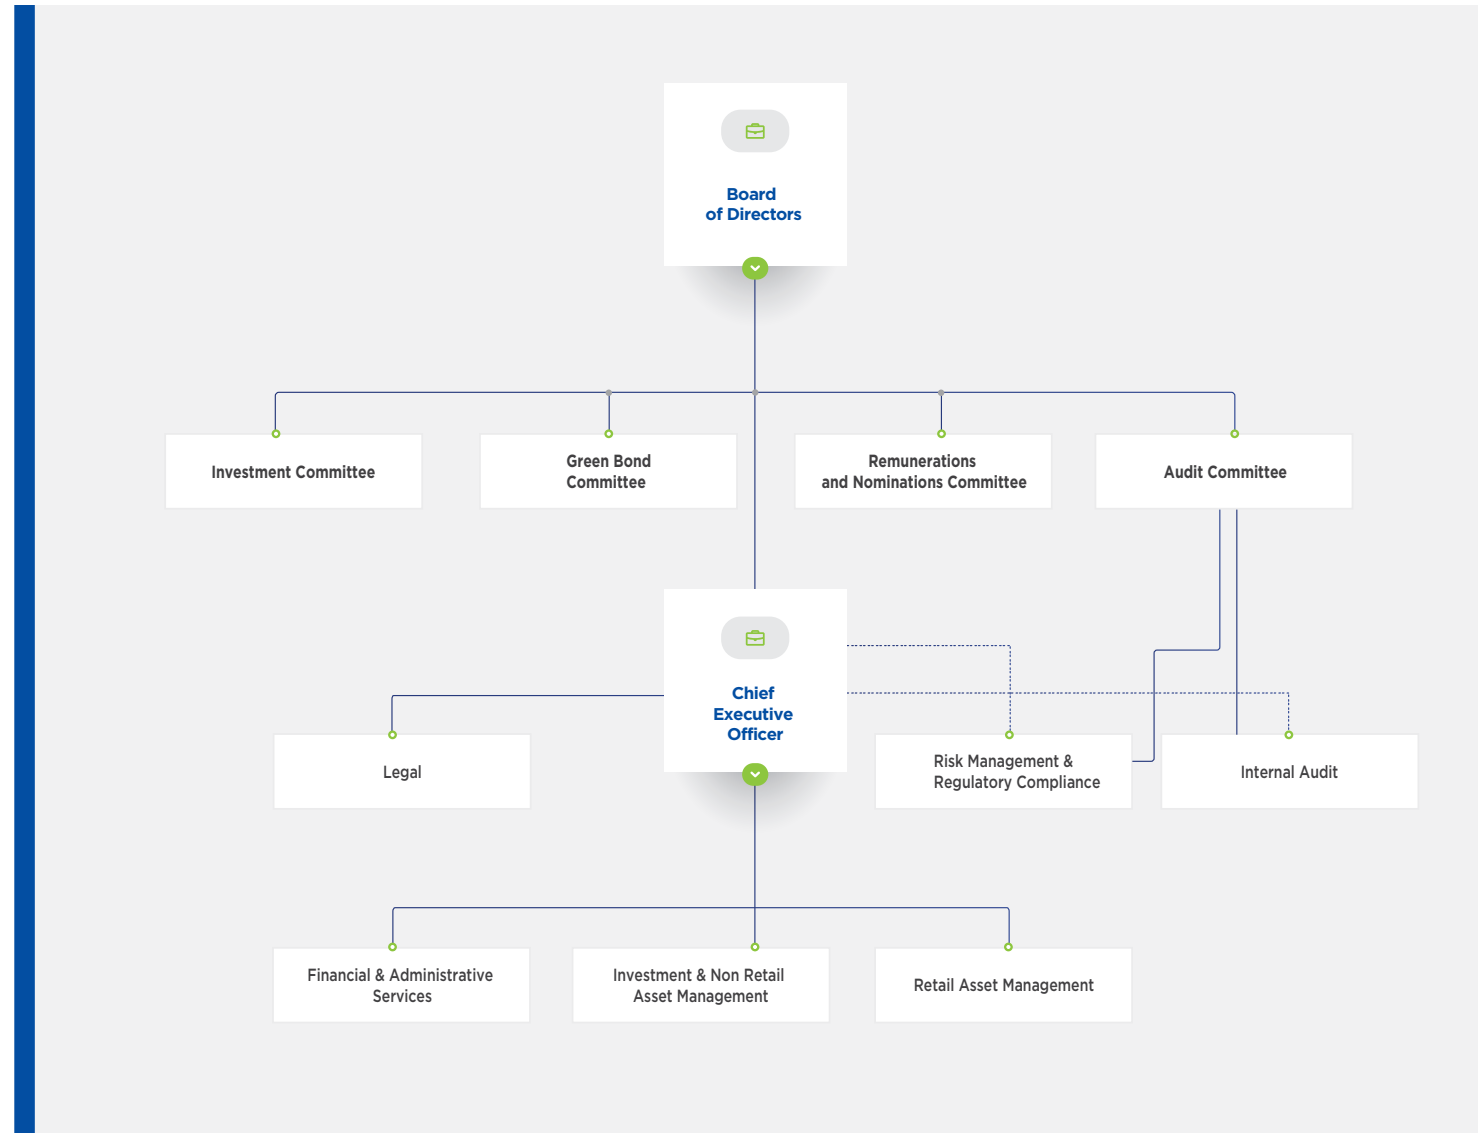 Board
of Directors
Investment Committee
Green Bond
Committee
Remunerations
and Nominations Committee
Audit Committee
Chief
Executive
Officer
Legal
Risk Management &
Regulatory Compliance
Internal Audit
Financial & Administrative
Services
Investment & Non Retail
Asset Management
Retail Asset Management